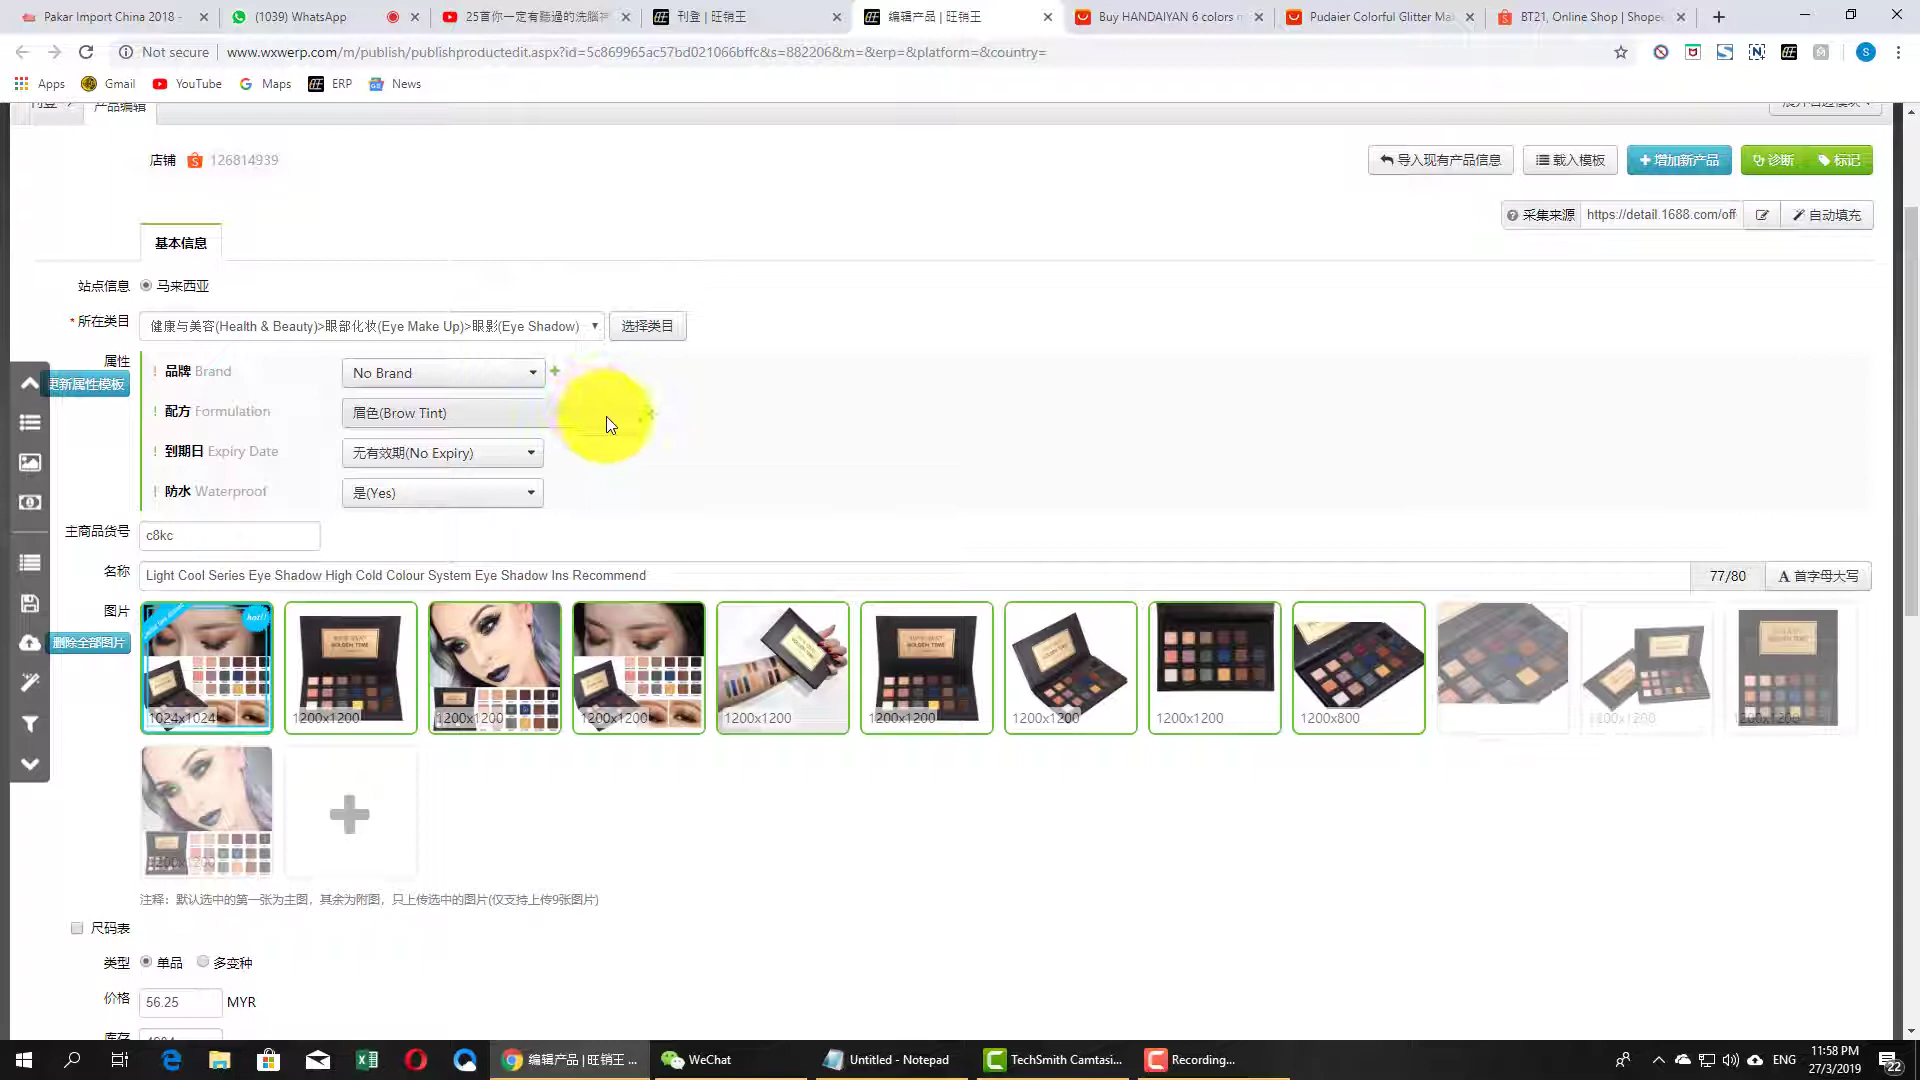 Pakar Import China 2018 -
(1039) WhatsApp
25首你一定有聽過的洗腦神
刊登 | 旺销王
编辑产品 | 旺销王
Buy HANDAIYAN 6 colors
Pudaier Colorful Glitter Ma
BT21, Online Shop | Shopee
Not secure
www.wxwerp.com/m/publish/publishproductedit.aspx?id=5c869965ac57bd021066bffc&s=882206&m=&erp=&platform=&country=
S
Apps
Gmail
YouTube
Maps
ERP
News
产品编辑
店铺
126814939
导入现有产品信息
载入模板
增加新产品
诊断
标记
采集来源
https://detail.1688.com/off
自动填充
基本信息
站点信息
马来西亚
* 所在类目
健康与美容(Health & Beauty)>眼部化妆(Eye Make Up)>眼影(Eye Shadow)
选择类目
属性
更新属性模板
! 品牌 Brand
No Brand
! 配方 Formulation
眉色(Brow Tint)
! 到期日 Expiry Date
无有效期(No Expiry)
! 防水 Waterproof
是(Yes)
主商品货号
c8kc
名称
Light Cool Series Eye Shadow High Cold Colour System Eye Shadow Ins Recommend
77/80
A 首字母大写
图片
删除全部图片
hot!!
1024x1024
1200x1200
1200x1200
1200x1200
1200x1200
1200x1200
1200x1200
1200x1200
1200x800
1200x1200
1200x1200
1200x1200
注释：默认选中的第一张为主图，其余为附图，只上传选中的图片(仅支持上传9张图片)
尺码表
类型
单品
多变种
价格
56.25
MYR
库存
编辑产品 | 旺销王 ...
WeChat
Untitled - Notepad
TechSmith Camtasi...
Recording...
ENG
11:58 PM
27/3/2019
22